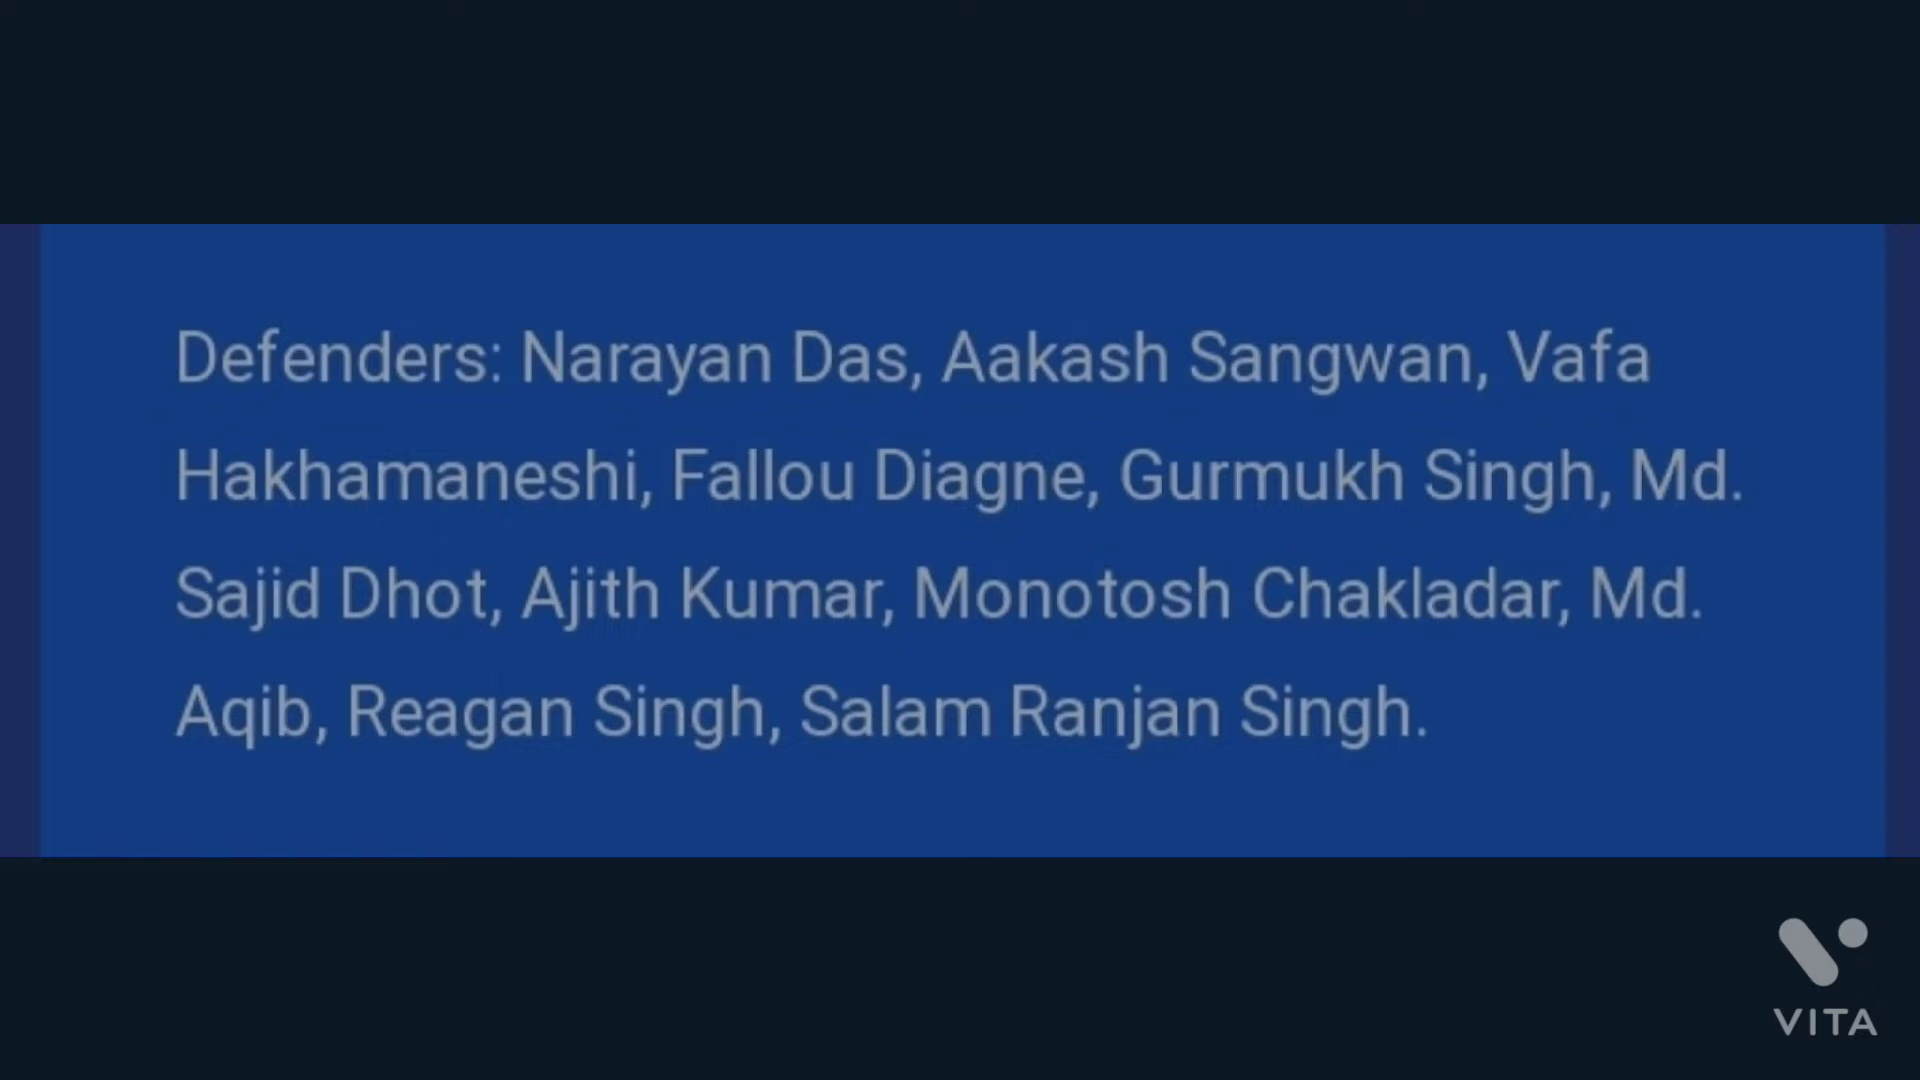 Defenders: Narayan Das, Aakash Sangwan, Vafa
Hakhamaneshi, Fallou Diagne, Gurmukh Singh, Md.
Sajid Dhot, Ajith Kumar, Monotosh Chakladar, Md.
Aqib, Reagan Singh, Salam Ranjan Singh.
VITA